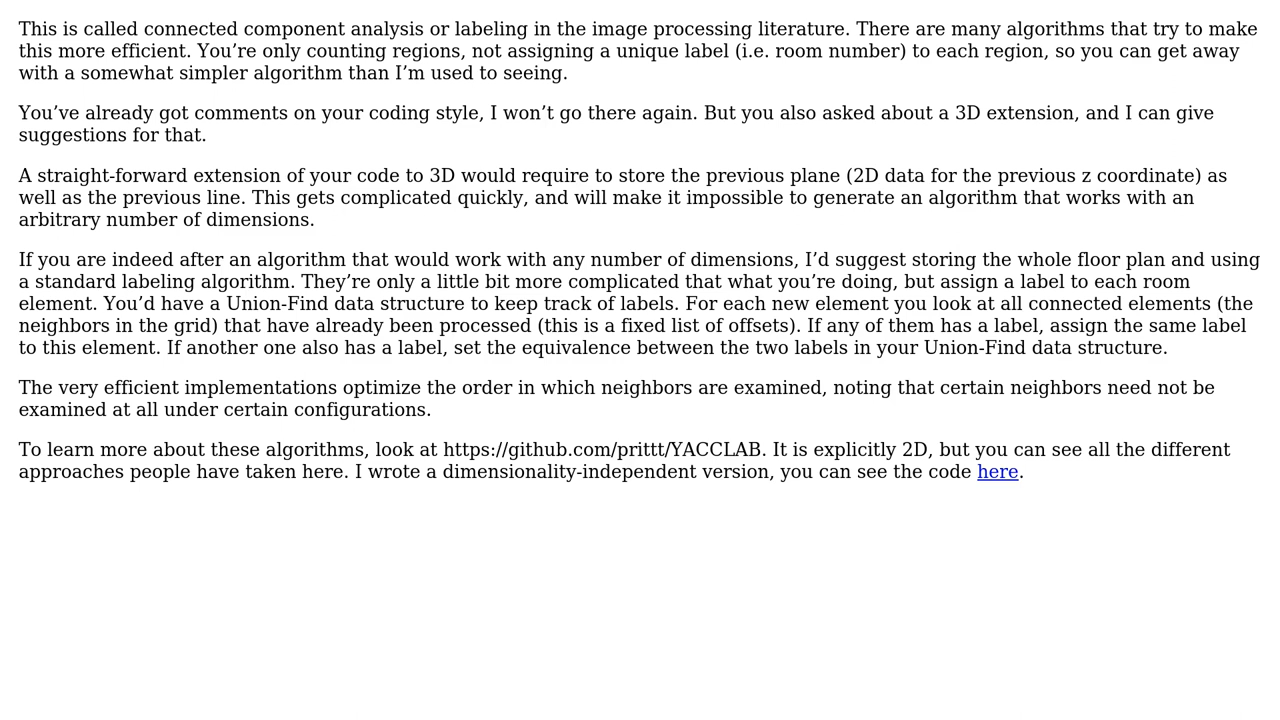 This is called connected component analysis or labeling in the image processing literature. There are many algorithms that try to make
this more efficient. You’re only counting regions, not assigning a unique label (i.e. room number) to each region, so you can get away
with a somewhat simpler algorithm than I’m used to seeing.
You’ve already got comments on your coding style, I won’t go there again. But you also asked about a 3D extension, and I can give
suggestions for that.
A straight-forward extension of your code to 3D would require to store the previous plane (2D data for the previous z coordinate) as
well as the previous line. This gets complicated quickly, and will make it impossible to generate an algorithm that works with an
arbitrary number of dimensions.
If you are indeed after an algorithm that would work with any number of dimensions, I’d suggest storing the whole floor plan and using
a standard labeling algorithm. They’re only a little bit more complicated that what you’re doing, but assign a label to each room
element. You’d have a Union-Find data structure to keep track of labels. For each new element you look at all connected elements (the
neighbors in the grid) that have already been processed (this is a fixed list of offsets). If any of them has a label, assign the same label
to this element. If another one also has a label, set the equivalence between the two labels in your Union-Find data structure.
The very efficient implementations optimize the order in which neighbors are examined, noting that certain neighbors need not be
examined at all under certain configurations.
To learn more about these algorithms, look at https://github.com/prittt/YACCLAB. It is explicitly 2D, but you can see all the different
approaches people have taken here. I wrote a dimensionality-independent version, you can see the code here.